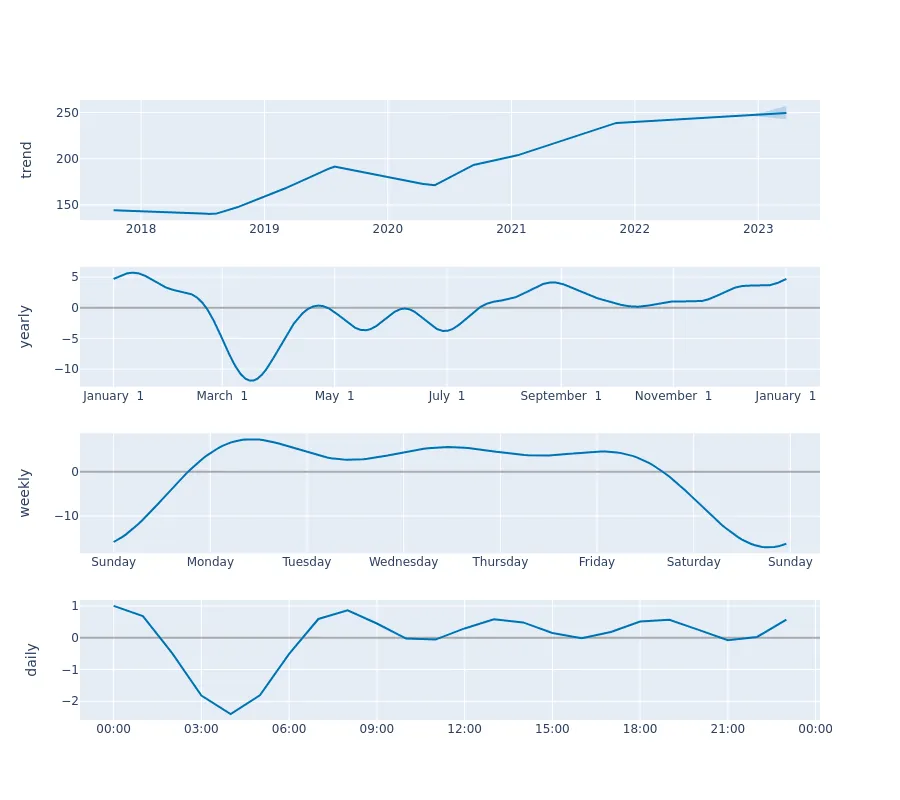 trend
250
200
150
2018 2019 2020 2021 2022 2023
yearly
5
0
−5
−10
January 1 March 1 May 1 July 1 September 1 November 1 January 1
weekly
0
−10
Sunday Monday Tuesday Wednesday Thursday Friday Saturday Sunday
daily
1
0
−1
−2
00:00 03:00 06:00 09:00 12:00 15:00 18:00 21:00 00:00